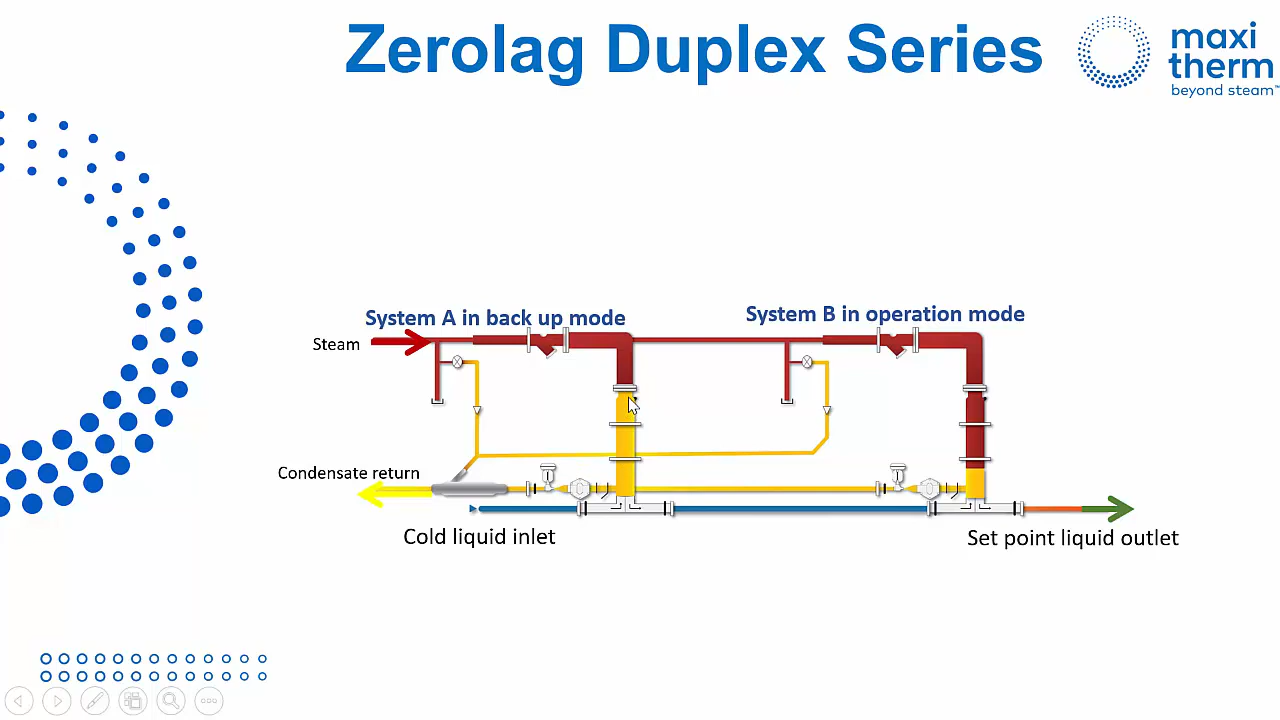 Zerolag Duplex Series
maxi
therm
beyond steam™
System A in back up mode
System B in operation mode
Steam
Condensate return
Cold liquid inlet
Set point liquid outlet